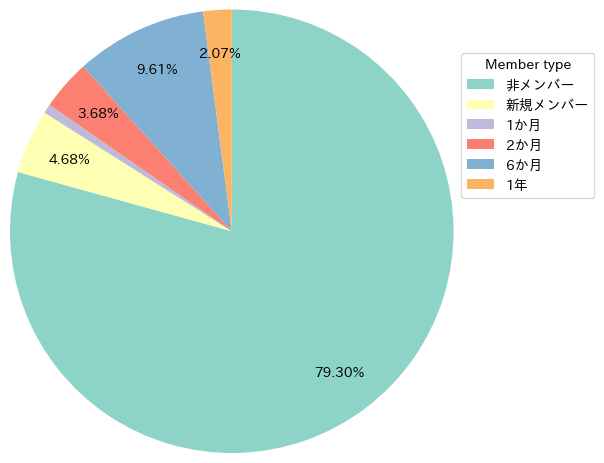 2.07%
9.61%
3.68%
4.68%
79.30%
Member type
非メンバー
新規メンバー
1か月
2か月
6か月
1年